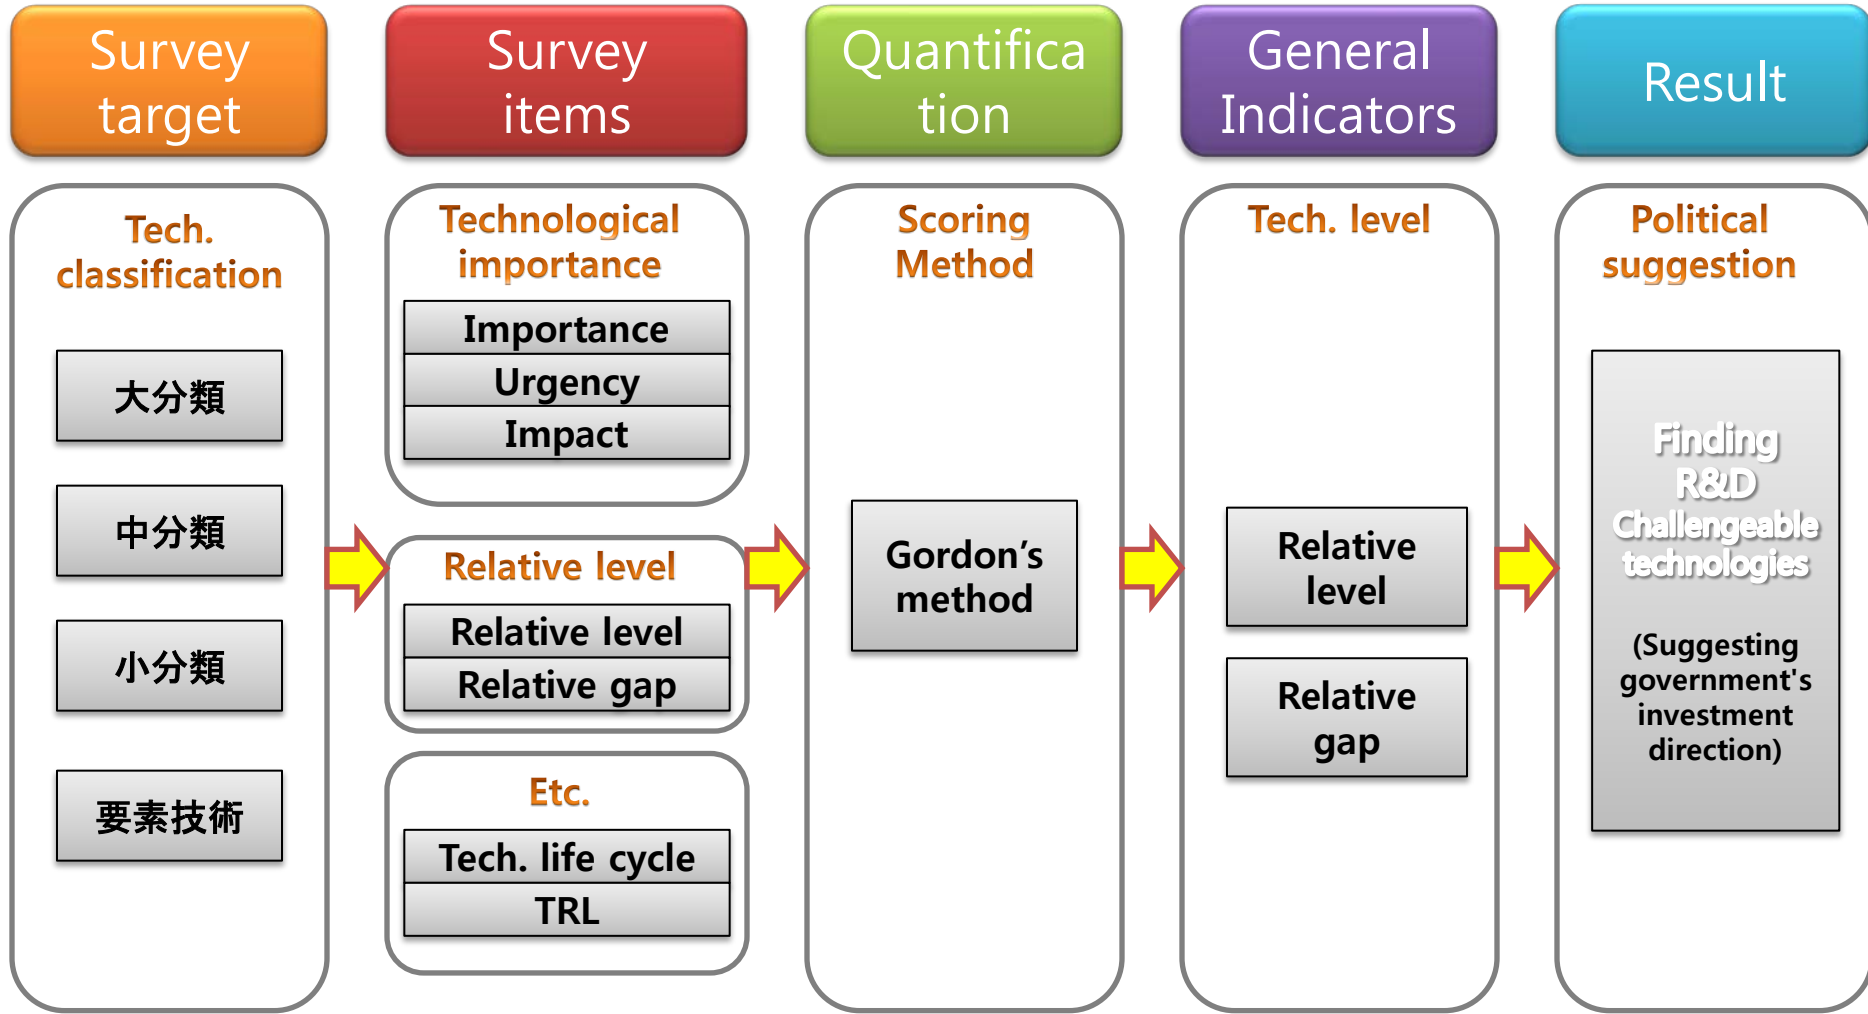 Survey
target
Survey
items
Quantifica
tion
General
Indicators
Result
Tech.
classification
大分類
中分類
小分類
要素技術
Technological
importance
Importance
Urgency
Impact
Relative level
Relative level
Relative gap
Etc.
Tech. life cycle
TRL
Scoring
Method
Gordon’s
method
Tech. level
Relative
level
Relative
gap
Political
suggestion
Finding
R&D
Challengeable
technologies
(Suggesting
government's
investment
direction)